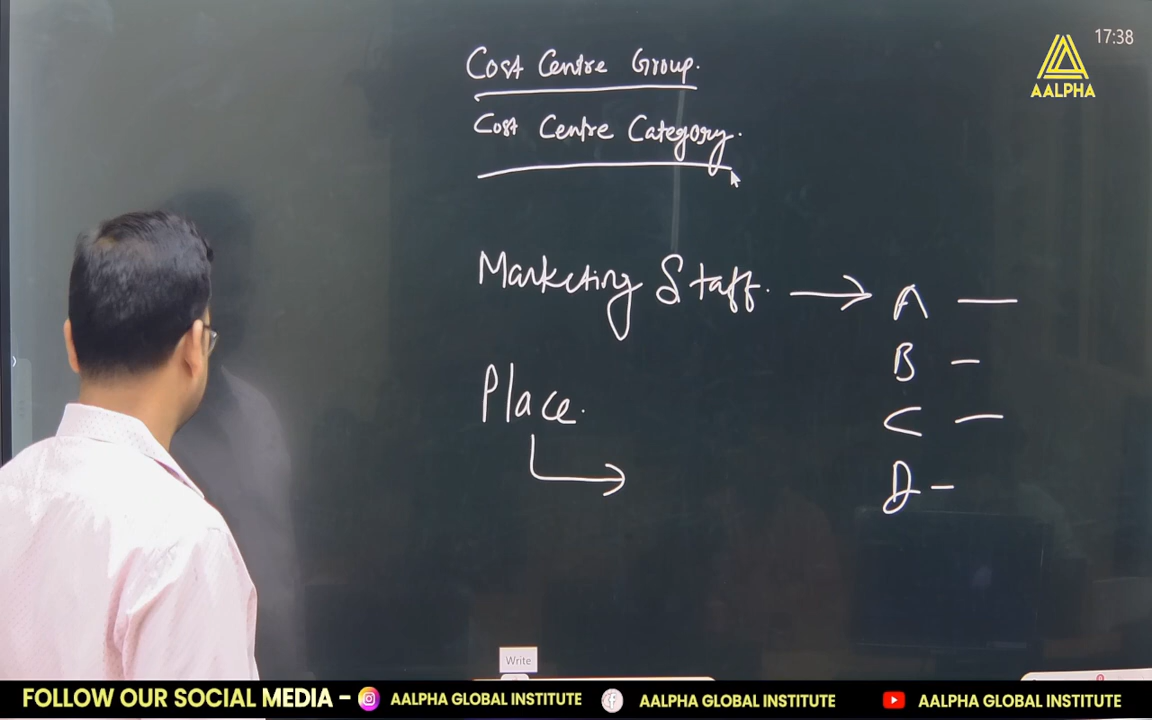 17:38
AALPHA
Cost Centre Group.
Cost Centre Category.
Marketing Staff. → A —
B –
Place.
C —
D –
Write
FOLLOW OUR SOCIAL MEDIA – AALPHA GLOBAL INSTITUTE AALPHA GLOBAL INSTITUTE AALPHA GLOBAL INSTITUTE